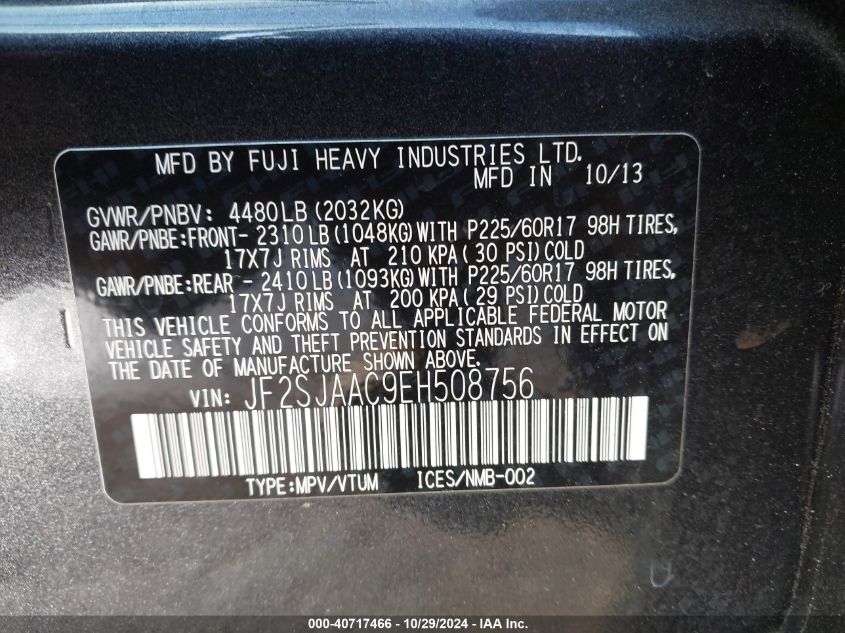 MFD BY FUJI HEAVY INDUSTRIES LTD.
MFD IN 10/13
GVWR/PNBV: 4480LB (2032KG)
GAWR/PNBE:FRONT- 2310LB (1048KG) WITH P225/60R17 98H TIRES,
17X7J RIMS AT 210 KPA ( 30 PSI) COLD
GAWR/PNBE:REAR - 2410LB (1093KG) WITH P225/60R17 98H TIRES,
17X7J RIMS AT 200 KPA ( 29 PSI) COLD
THIS VEHICLE CONFORMS TO ALL APPLICABLE FEDERAL MOTOR
VEHICLE SAFETY AND THEFT PREVENTION STANDARDS IN EFFECT ON
THE DATE OF MANUFACTURE SHOWN ABOVE.
VIN: JF2SJAAC9EH508756
TYPE:MPV/VTUM ICES/NMB-002
000-40717466 - 10/29/2024 - IAA Inc.